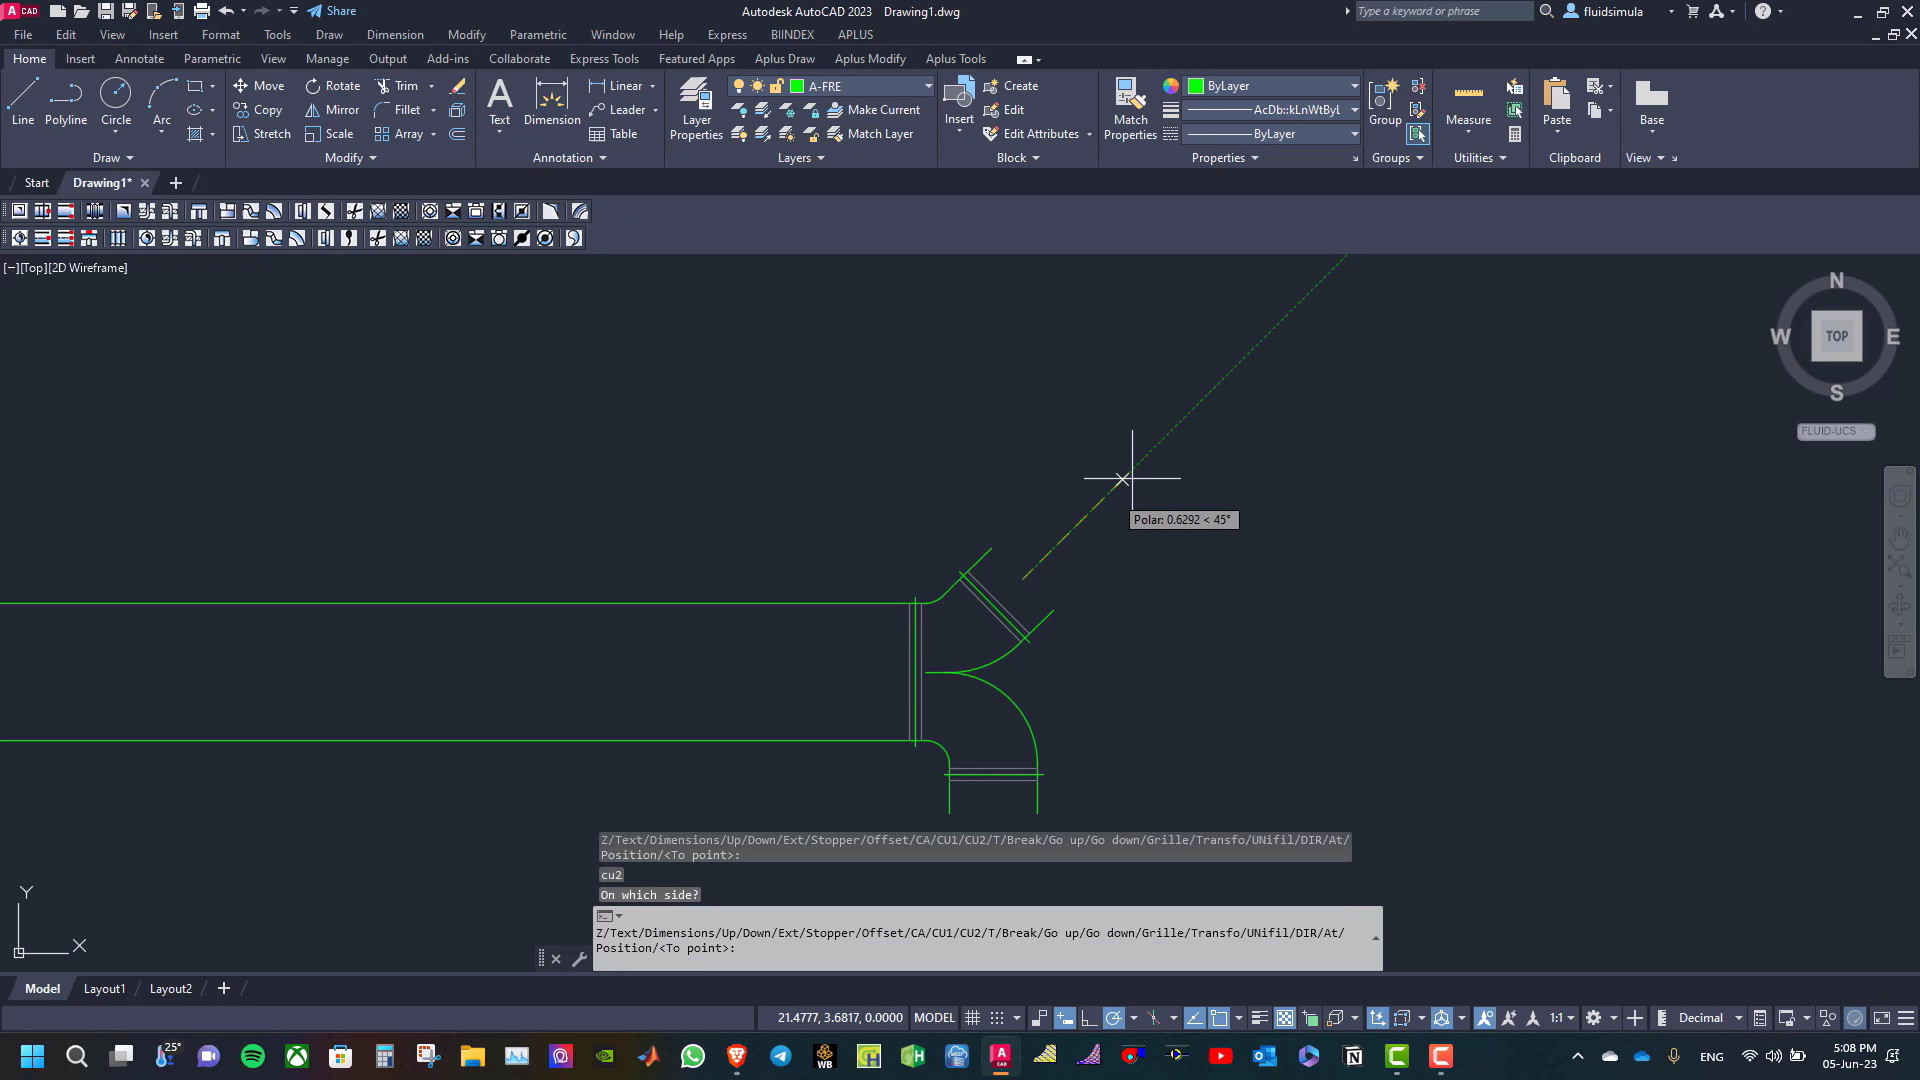 CAD Share Autodesk AutoCAD 2023 Drawing1.dwg Type a keyword or phrase fluidsimula
File Edit View Insert Format Tools Draw Dimension Modify Parametric Window Help Express BIINDEX APLUS
Home Insert Annotate Parametric View Manage Output Add-ins Collaborate Express Tools Featured Apps Aplus Draw Aplus Modify Aplus Tools
Move Rotate Trim Linear A-FRE Create ByLayer
Copy Mirror Fillet Leader Make Current Edit AcDb::kLnWtByL
Line Polyline Circle Arc Text Dimension Layer Properties Insert Match Properties Group Measure Paste Base
Stretch Scale Array Table Match Layer Edit Attributes ByLayer
Draw Modify Annotation Layers Block Properties Groups Utilities Clipboard View
Start Drawing1*
[−][Top][2D Wireframe]
N
W TOP E
S
FLUID-UCS
Polar: 0.6292 < 45°
Z/Text/Dimensions/Up/Down/Ext/Stopper/Offset/CA/CU1/CU2/T/Break/Go up/Go down/Grille/Transfo/UNifil/DIR/At/
Position/<To point>:
cu2
On which side?
Z/Text/Dimensions/Up/Down/Ext/Stopper/Offset/CA/CU1/CU2/T/Break/Go up/Go down/Grille/Transfo/UNifil/DIR/At/
Position/<To point>:
Y
X
Model Layout1 Layout2
21.4777, 3.6817, 0.0000 MODEL 1:1 Decimal
25° WB ENG 5:08 PM
05-Jun-23